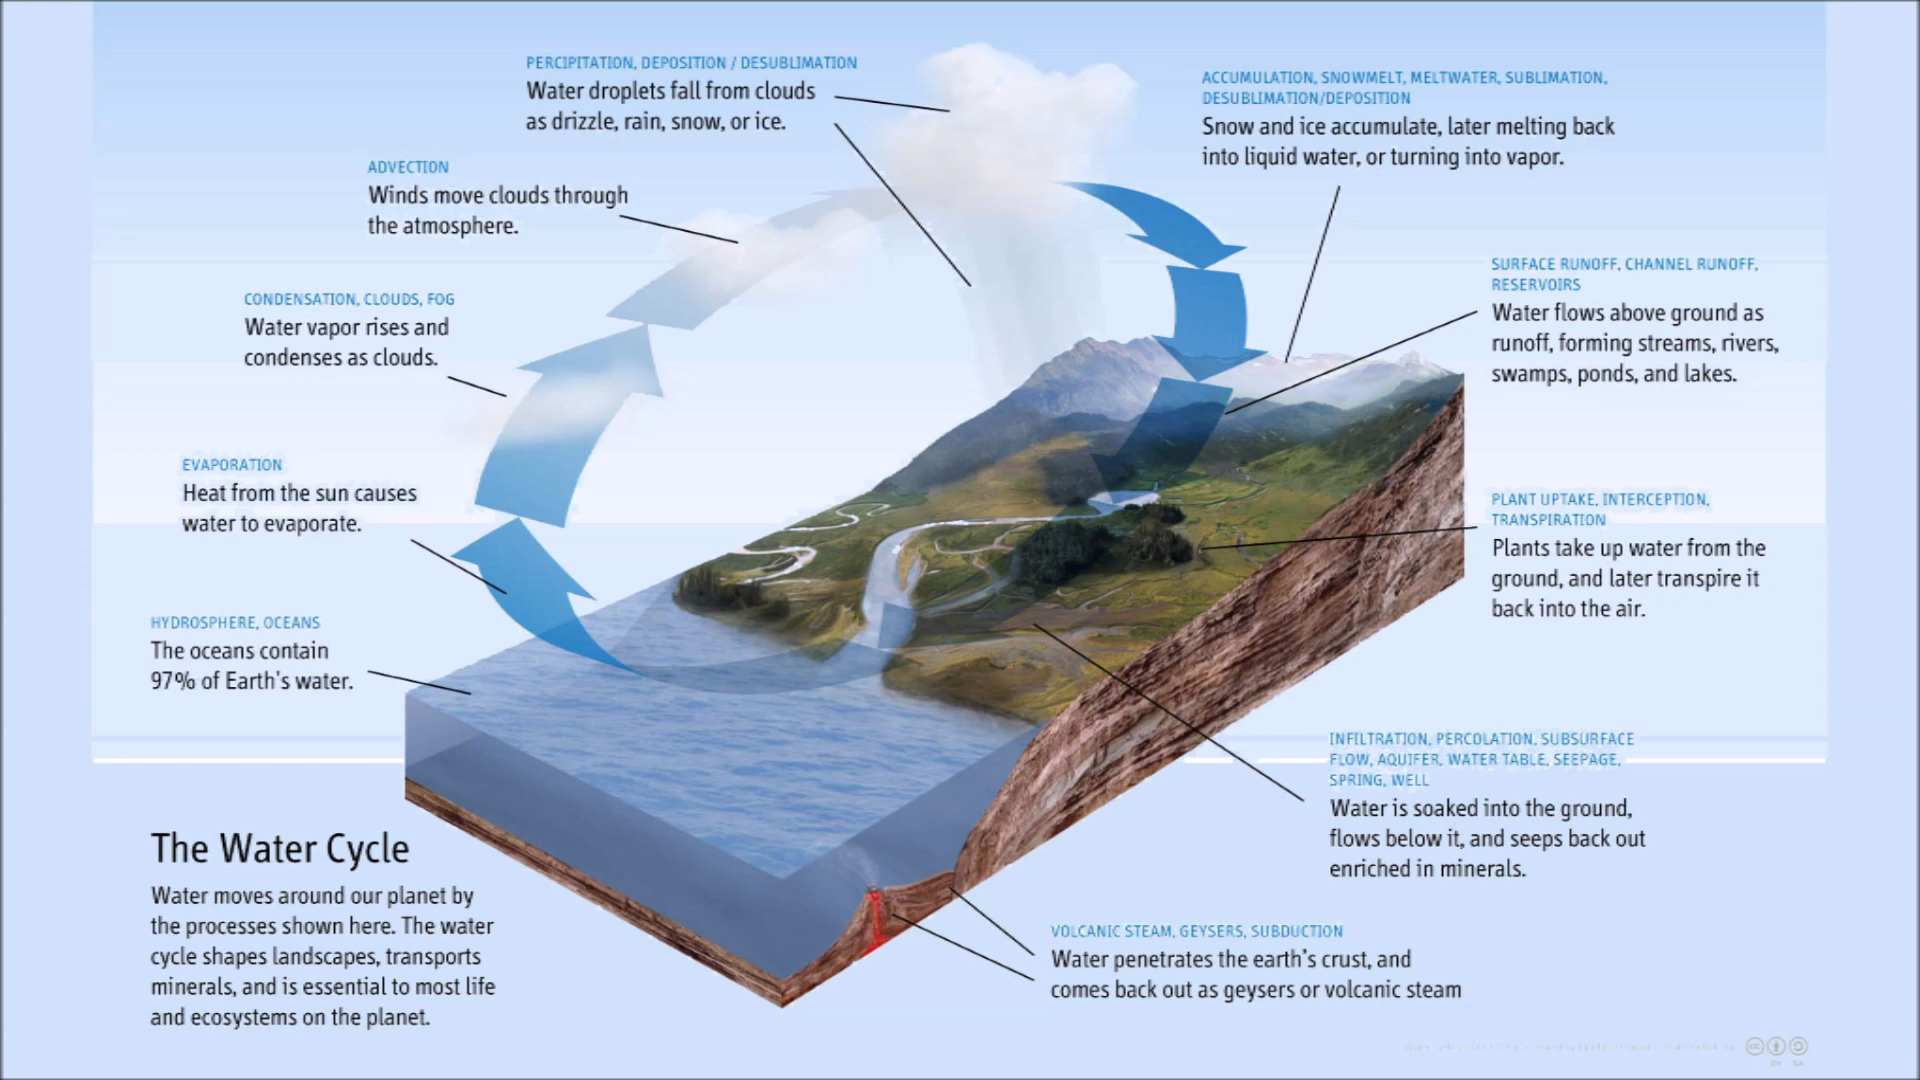 PERCIPITATION, DEPOSITION / DESUBLIMATION
Water droplets fall from clouds
as drizzle, rain, snow, or ice.
ACCUMULATION, SNOWMELT, MELTWATER, SUBLIMATION,
DESUBLIMATION/DEPOSITION
Snow and ice accumulate, later melting back
into liquid water, or turning into vapor.
ADVECTION
Winds move clouds through
the atmosphere.
SURFACE RUNOFF, CHANNEL RUNOFF,
RESERVOIRS
Water flows above ground as
runoff, forming streams, rivers,
swamps, ponds, and lakes.
CONDENSATION, CLOUDS, FOG
Water vapor rises and
condenses as clouds.
EVAPORATION
Heat from the sun causes
water to evaporate.
PLANT UPTAKE, INTERCEPTION,
TRANSPIRATION
Plants take up water from the
ground, and later transpire it
back into the air.
HYDROSPHERE, OCEANS
The oceans contain
97% of Earth's water.
INFILTRATION, PERCOLATION, SUBSURFACE
FLOW, AQUIFER, WATER TABLE, SEEPAGE,
SPRING, WELL
Water is soaked into the ground,
flows below it, and seeps back out
enriched in minerals.
The Water Cycle
Water moves around our planet by
the processes shown here. The water
cycle shapes landscapes, transports
minerals, and is essential to most life
and ecosystems on the planet.
VOLCANIC STEAM, GEYSERS, SUBDUCTION
Water penetrates the earth's crust, and
comes back out as geysers or volcanic steam